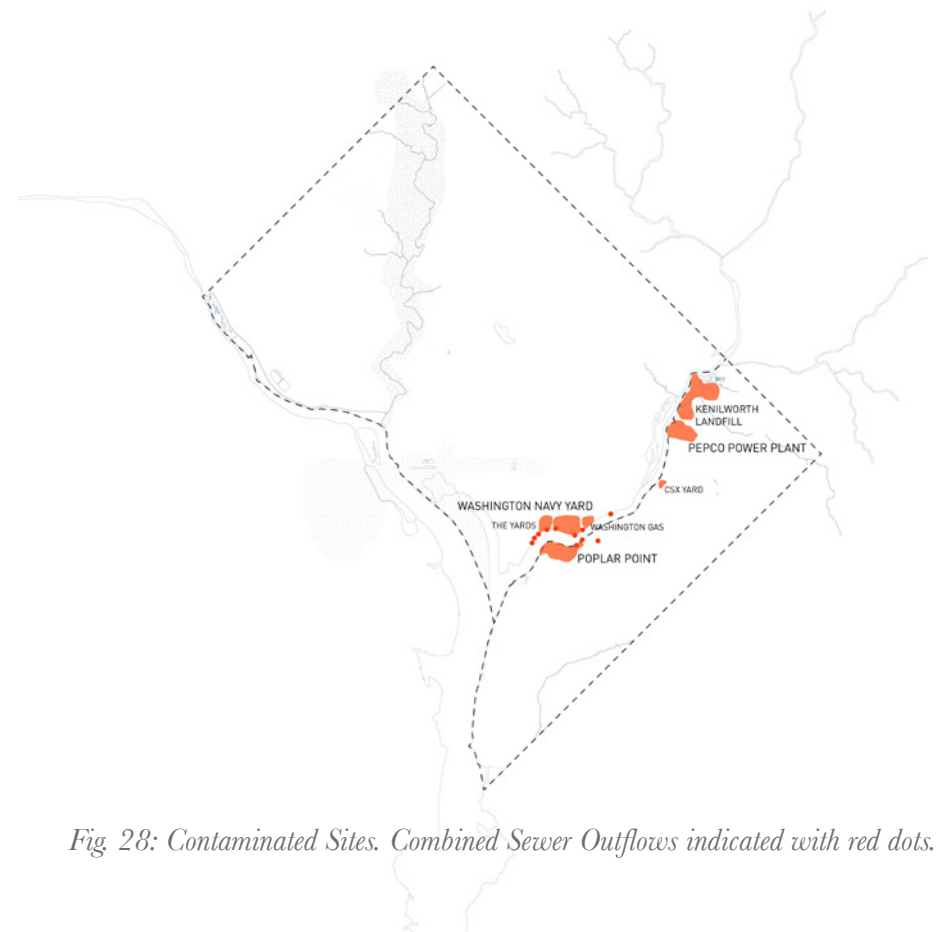 KENILWORTH
LANDFILL
PEPCO POWER PLANT
CSX YARD
WASHINGTON NAVY YARD
THE YARDS
WASHINGTON GAS
POPLAR POINT
Fig. 28: Contaminated Sites. Combined Sewer Outflows indicated with red dots.